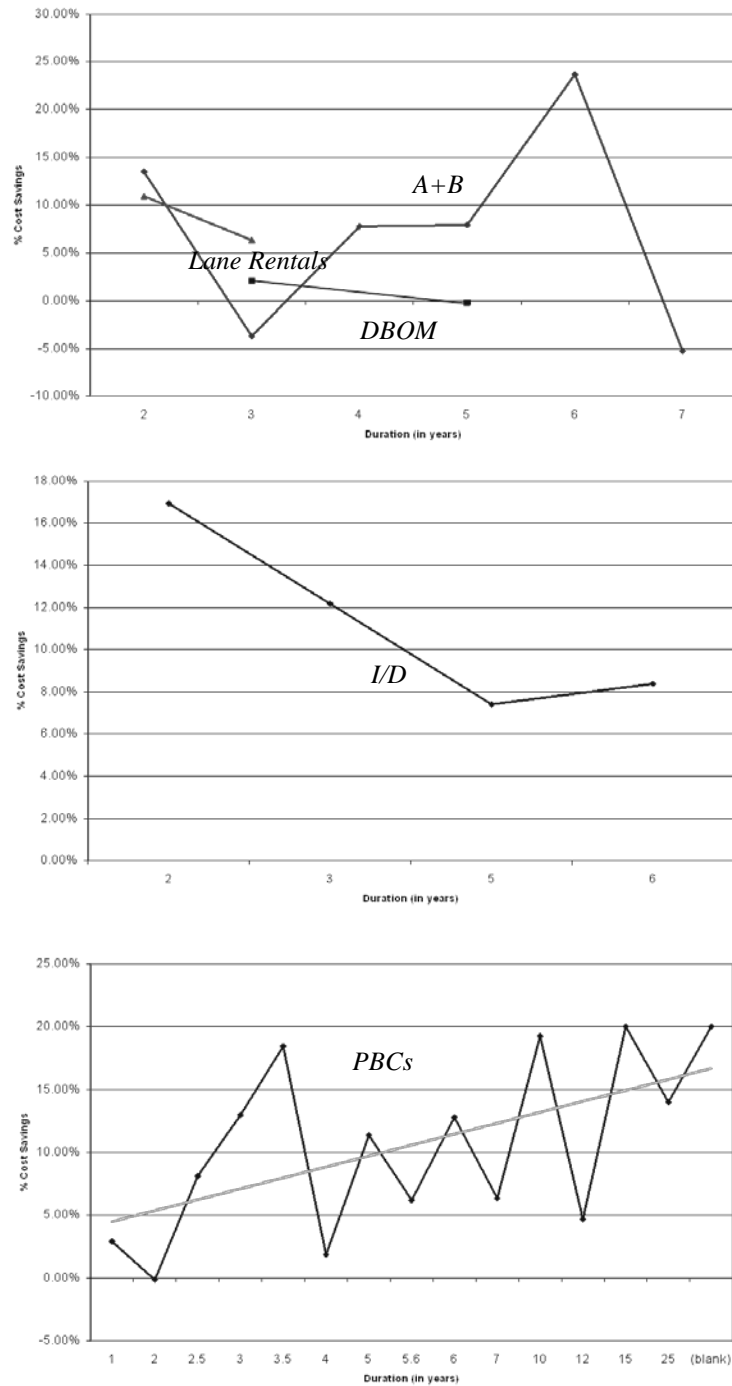 30.00%
25.00%
20.00%
15.00%
10.00%
5.00%
0.00%
-5.00%
-10.00%
% Cost Savings
A+B
Lane Rentals
DBOM
2 3 4 5 6 7
Duration (in years)
18.00%
16.00%
14.00%
12.00%
10.00%
8.00%
6.00%
4.00%
2.00%
0.00%
% Cost Savings
I/D
2 3 5 6
Duration (in years)
25.00%
20.00%
15.00%
10.00%
5.00%
0.00%
-5.00%
% Cost Savings
PBCs
1 2 2.5 3 3.5 4 5 5.6 6 7 10 12 15 25 (blank)
Duration (in years)